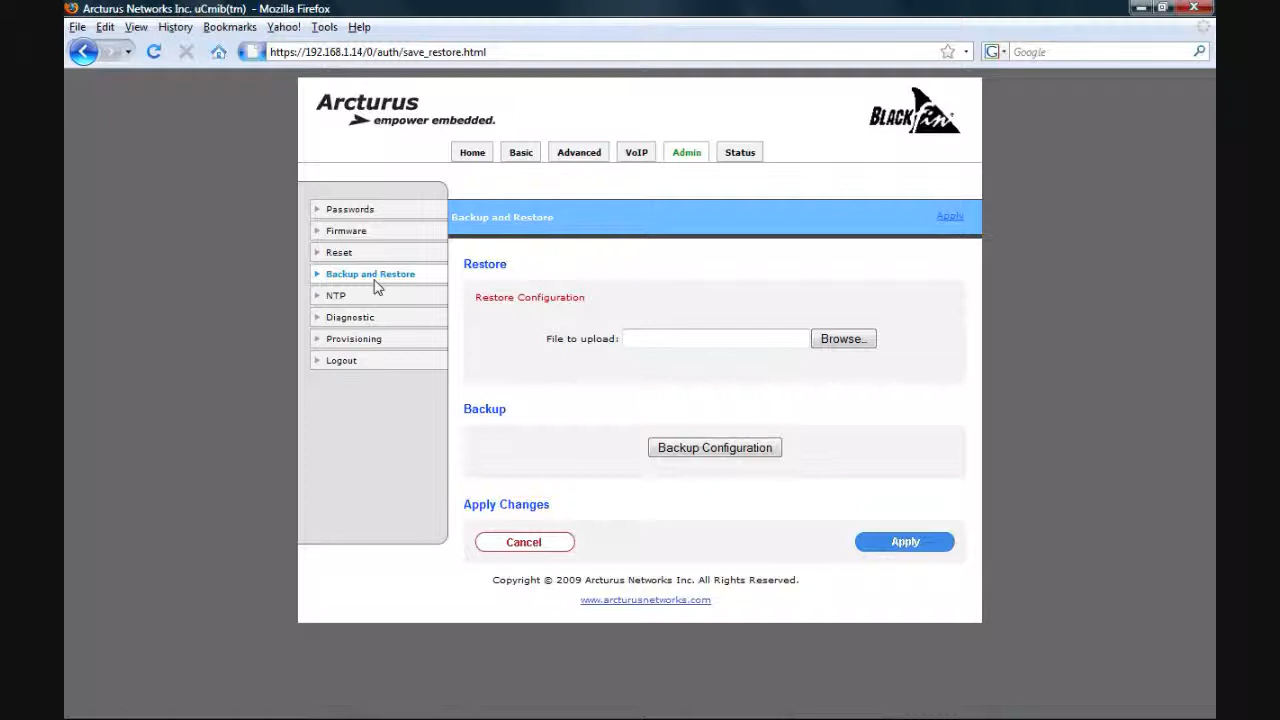 Arcturus Networks Inc. uCmib(tm) - Mozilla Firefox
File Edit View History Bookmarks Yahoo! Tools Help
https://192.168.1.14/0/auth/save_restore.html
G Google
Arcturus
empower embedded.
BLACKfin
Home Basic Advanced VoIP Admin Status
Passwords
Firmware
Reset
Backup and Restore
NTP
Diagnostic
Provisioning
Logout
Backup and Restore Apply
Restore
Restore Configuration
File to upload: Browse...
Backup
Backup Configuration
Apply Changes
Cancel Apply
Copyright © 2009 Arcturus Networks Inc. All Rights Reserved.
www.arcturusnetworks.com